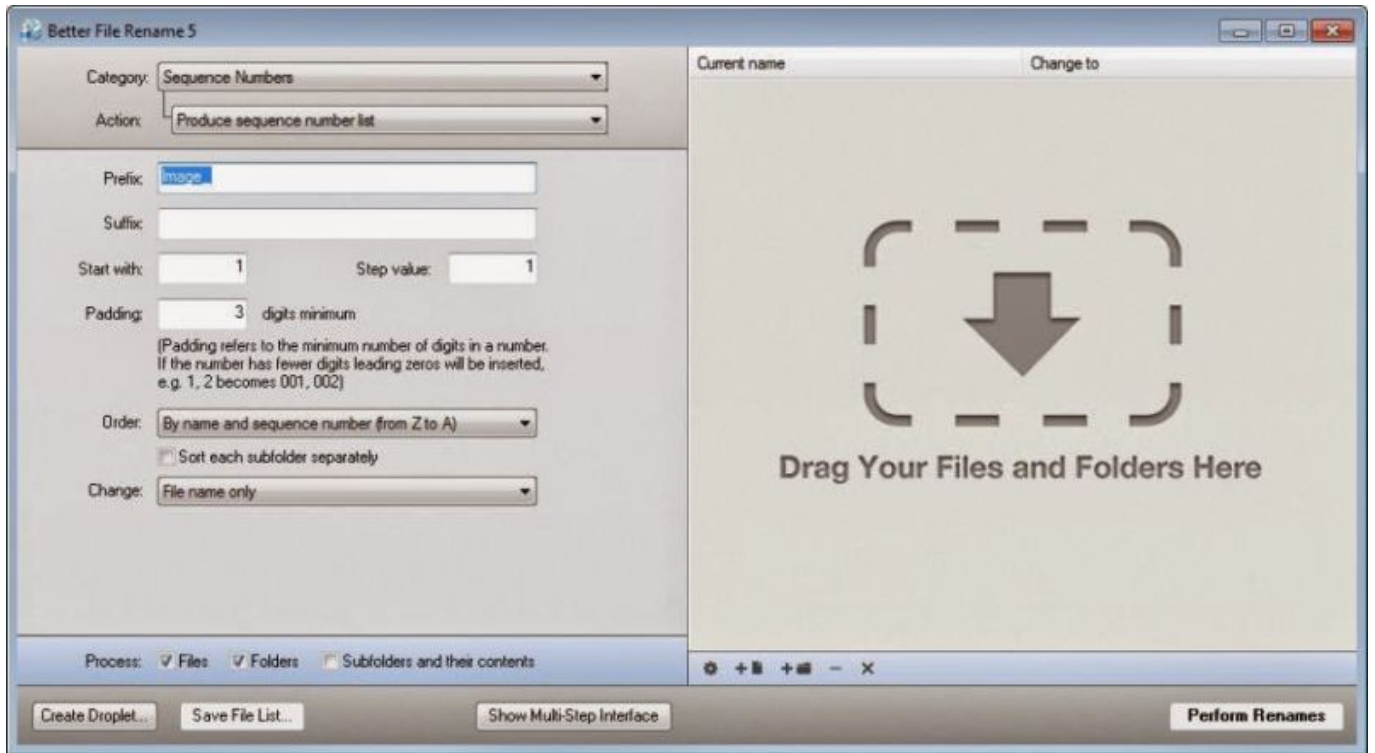 Better File Rename 5
Category: Sequence Numbers
Action: Produce sequence number list
Prefix: Image_
Suffix:
Start with: 1 Step value: 1
Padding: 3 digits minimum
(Padding refers to the minimum number of digits in a number.
If the number has fewer digits leading zeros will be inserted,
e.g. 1, 2 becomes 001, 002)
Order: By name and sequence number (from Z to A)
Sort each subfolder separately
Change: File name only
Process: Files Folders Subfolders and their contents
Create Droplet... Save File List... Show Multi-Step Interface
Current name Change to
Drag Your Files and Folders Here
Perform Renames